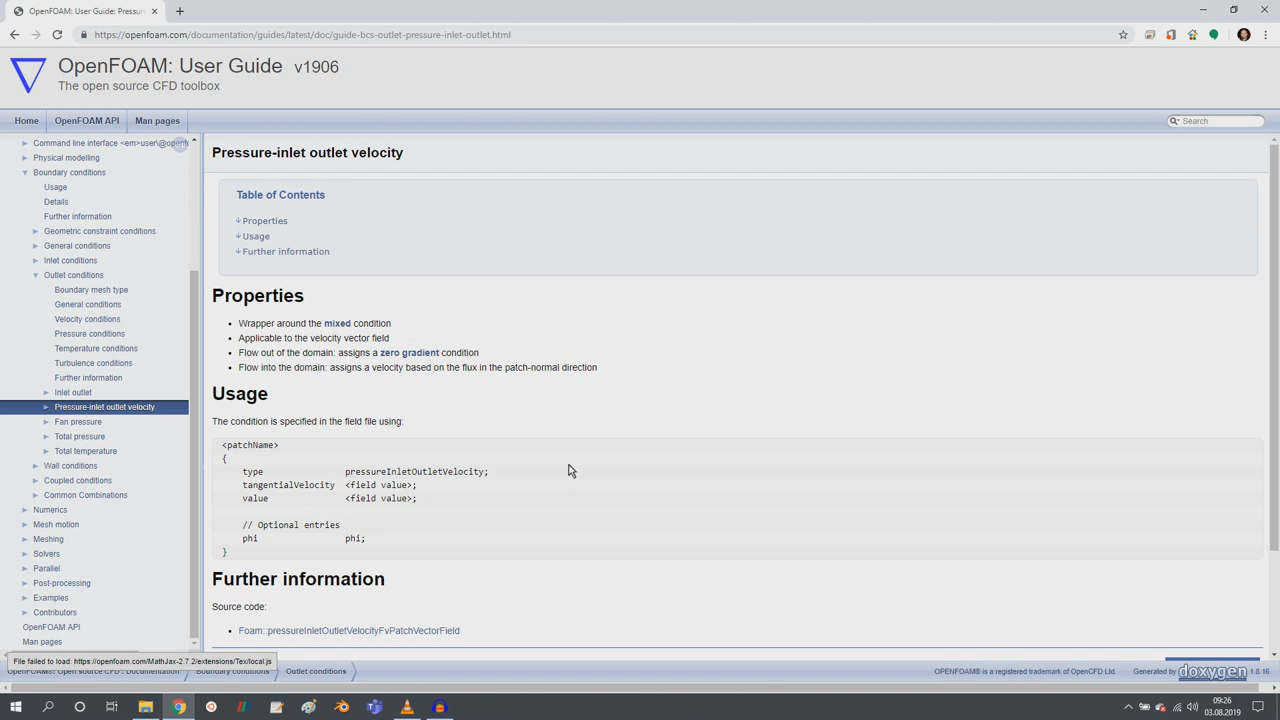 OpenFOAM: User Guide: Pressur
https://openfoam.com/documentation/guides/latest/doc/guide-bcs-outlet-pressure-inlet-outlet.html
OpenFOAM: User Guide v1906
The open source CFD toolbox
Home
OpenFOAM API
Man pages
Search
Command line interface <em>user\@openfo
Physical modelling
Boundary conditions
Usage
Details
Further information
Geometric constraint conditions
General conditions
Inlet conditions
Outlet conditions
Boundary mesh type
General conditions
Velocity conditions
Pressure conditions
Temperature conditions
Turbulence conditions
Further information
Inlet outlet
Pressure-inlet outlet velocity
Fan pressure
Total pressure
Total temperature
Wall conditions
Coupled conditions
Common Combinations
Numerics
Mesh motion
Meshing
Solvers
Parallel
Post-processing
Examples
Contributors
OpenFOAM API
Man pages
Pressure-inlet outlet velocity
Table of Contents
↓Properties
↓Usage
↓Further information
Properties
• Wrapper around the mixed condition
• Applicable to the velocity vector field
• Flow out of the domain: assigns a zero gradient condition
• Flow into the domain: assigns a velocity based on the flux in the patch-normal direction
Usage
The condition is specified in the field file using:
<patchName>
{
type pressureInletOutletVelocity;
tangentialVelocity <field value>;
value <field value>;
// Optional entries
phi phi;
}
Further information
Source code:
• Foam::pressureInletOutletVelocityFvPatchVectorField
File failed to load: https://openfoam.com/MathJax-2.7.2/extensions/Tex/local.js
OpenFOAM®: Open source CFD : Documentation
Boundary conditions
Outlet conditions
OPENFOAM® is a registered trademark of OpenCFD Ltd.
Generated by doxygen 1.8.16
09:26
03.08.2019